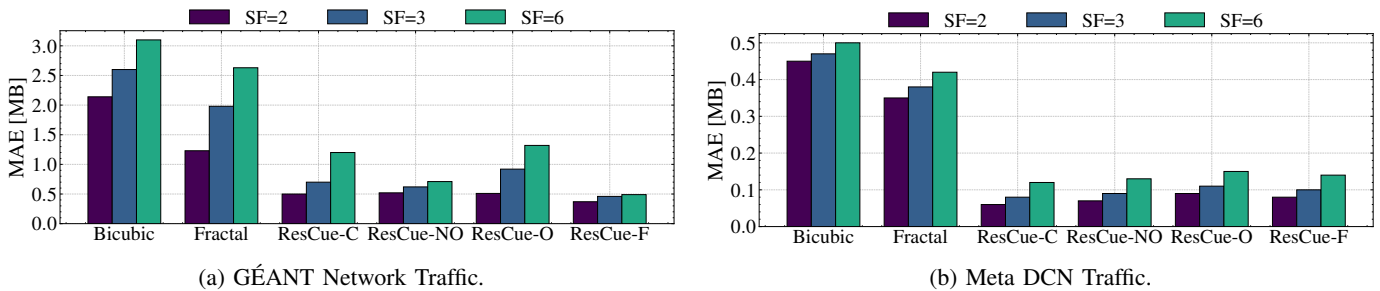 SF=2 SF=3 SF=6
MAE [MB]
3.0
2.5
2.0
1.5
1.0
0.5
0.0
Bicubic Fractal ResCue-C ResCue-NO ResCue-O ResCue-F
(a) GÉANT Network Traffic.
SF=2 SF=3 SF=6
MAE [MB]
0.5
0.4
0.3
0.2
0.1
0.0
Bicubic Fractal ResCue-C ResCue-NO ResCue-O ResCue-F
(b) Meta DCN Traffic.